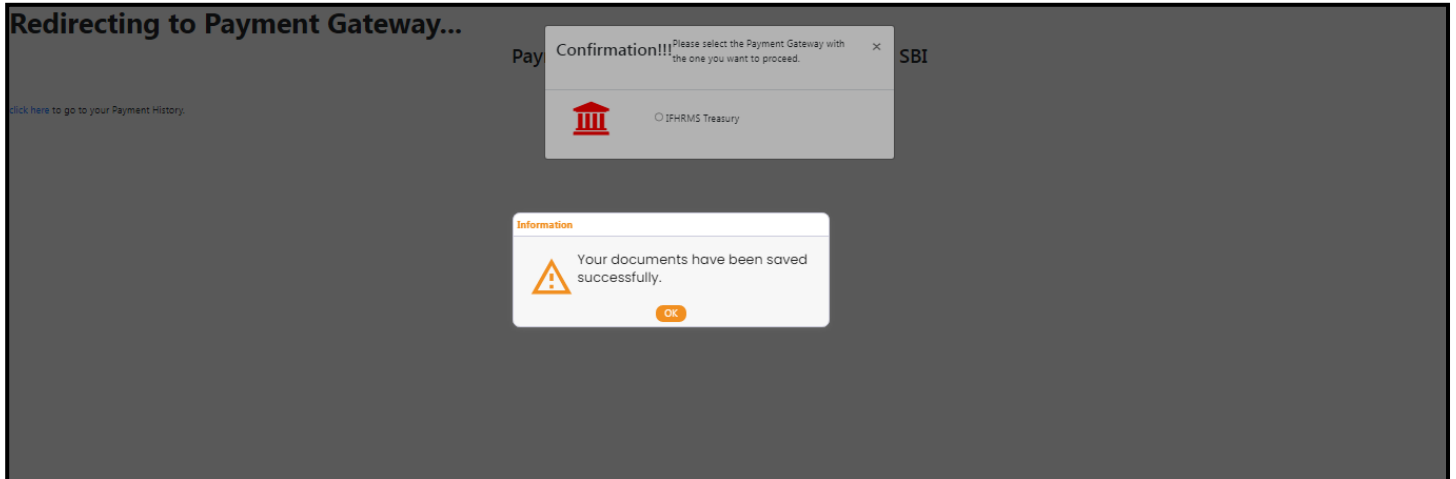 Redirecting to Payment Gateway...
Confirmation!!! Please select the Payment Gateway with
the one you want to proceed.
×
Pay
SBI
click here to go to your Payment History.
IFHRMS Treasury
Information
Your documents have been saved
successfully.
OK